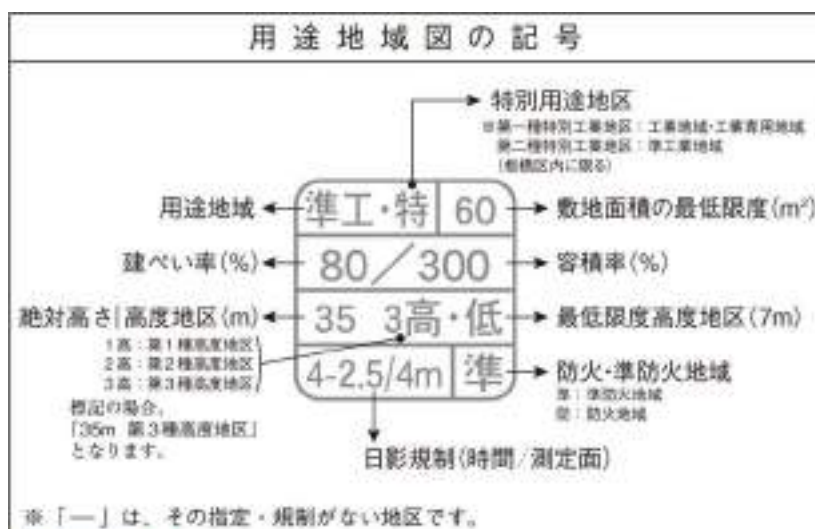 用途地域図の記号
特別用途地区
※第一種特別工業地区：工業地域・工業専用地域
第二種特別工業地区：準工業地域
(板橋区内に限る)
用途地域
準工・特
60
敷地面積の最低限度(m²)
建ぺい率(%)
80／300
容積率(%)
絶対高さ|高度地区(m)
35 3高・低
最低限度高度地区(7m)
1高：第1種高度地区
2高：第2種高度地区
3高：第3種高度地区
4-2.5/4m
準
防火・準防火地域
準：準防火地域
防：防火地域
標記の場合、
「35m 第3種高度地区」
となります。
日影規制(時間／測定面)
※「―」は、その指定・規制がない地区です。